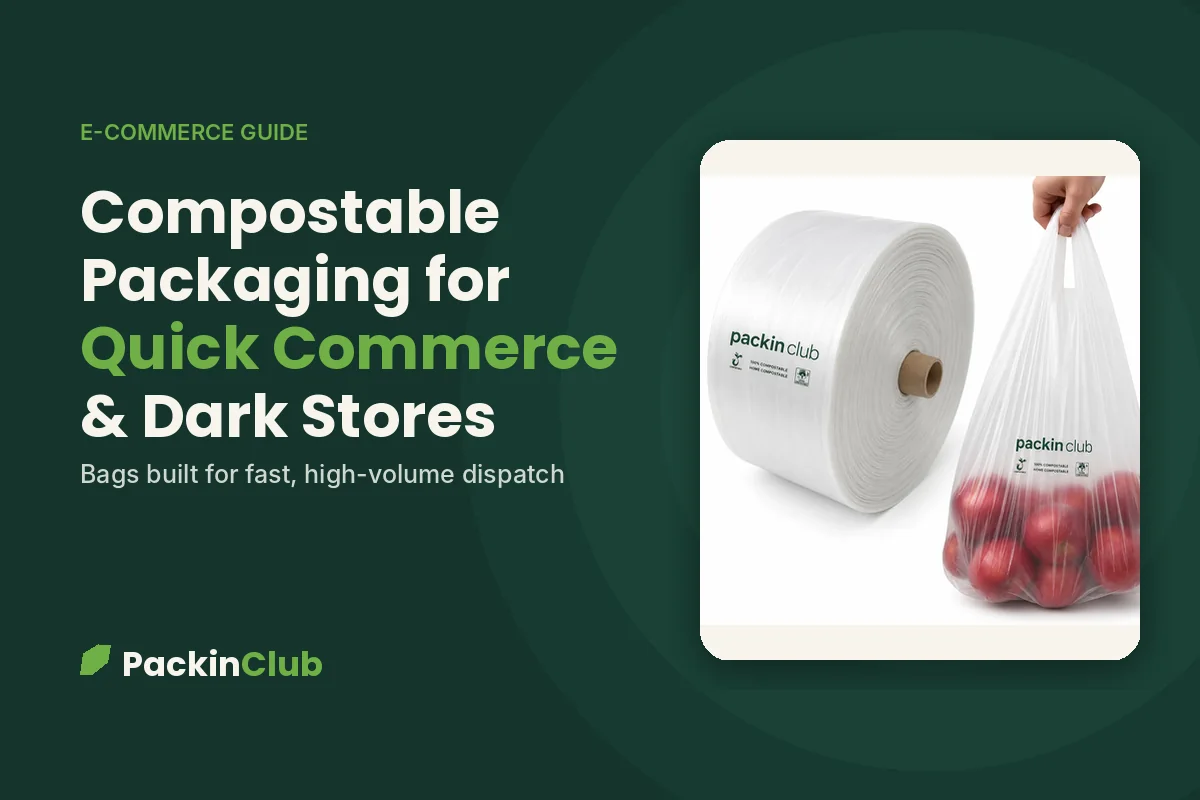 E-COMMERCE GUIDE
Compostable
Packaging for
Quick Commerce
& Dark Stores
Bags built for fast, high-volume dispatch
PackinClub
packin club
100% COMPOSTABLE
HOME COMPOSTABLE
packin club
100% COMPOSTABLE
HOME COMPOSTABLE